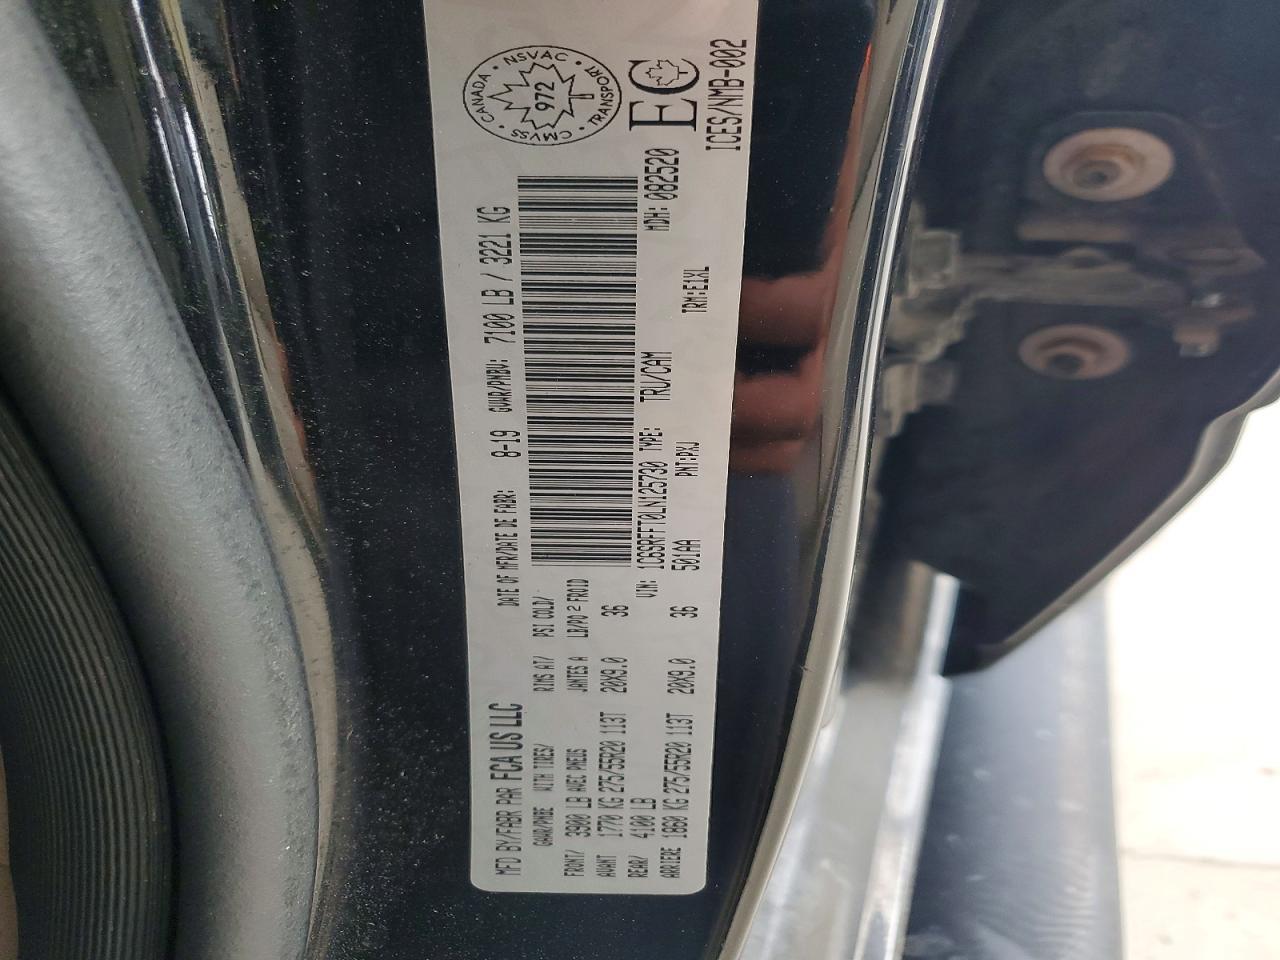 MFD BY/FABR PAR FCA US LLC
DATE OF MFR/DATE DE FABR: 8-19 GVWR/PNBV: 7100 LB / 3221 KG
GAWR/PNBE WITH TIRES/ RIMS AT/ PSI COLD/
FRONT/ 3900 LB AVEC PNEUS JANTES A LB/PO2 FROID
AVANT 1770 KG 275/55R20 113T 20X9.0 36
REAR/ 4100 LB
ARRIERE 1860 KG 275/55R20 113T 20X9.0 36
VIN: 1C6SRFFT0LN125730 TYPE: TRU/CAM MDH: 082520
501AA PNT:PXJ TRM:E1XL
CANADA • NSVAC • TRANSPORT • CMVSS •
972
EC
ICES/NMB-002